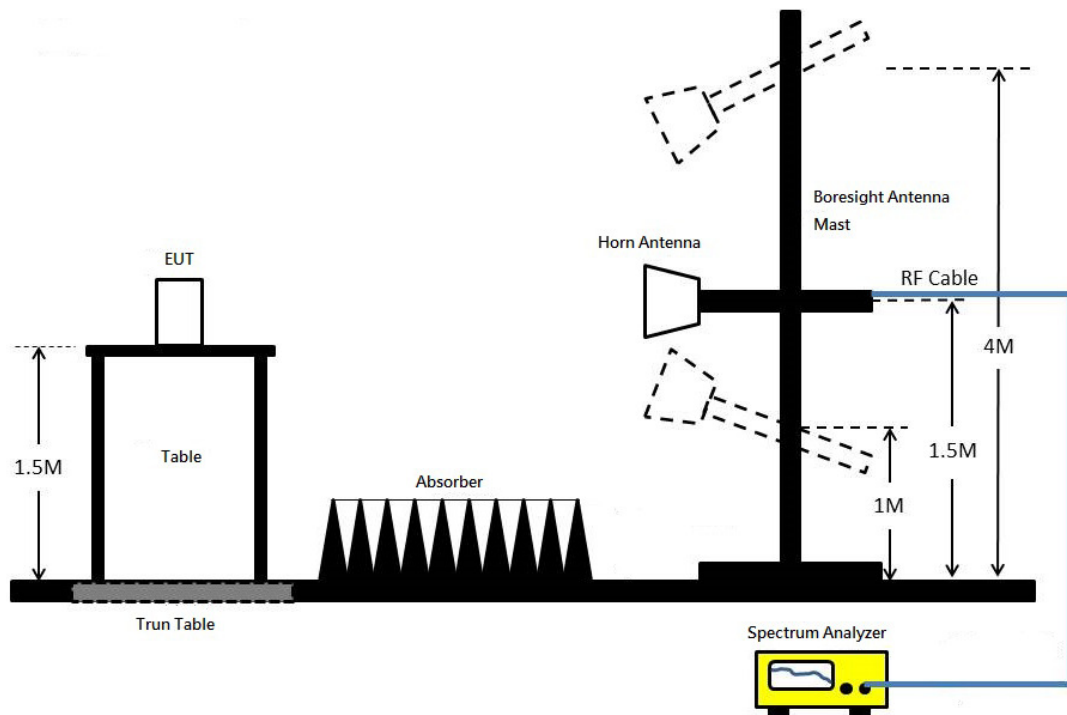 Boresight Antenna
Mast
Horn Antenna
EUT
RF Cable
4M
1.5M
Table
1.5M
Absorber
1M
Trun Table
Spectrum Analyzer